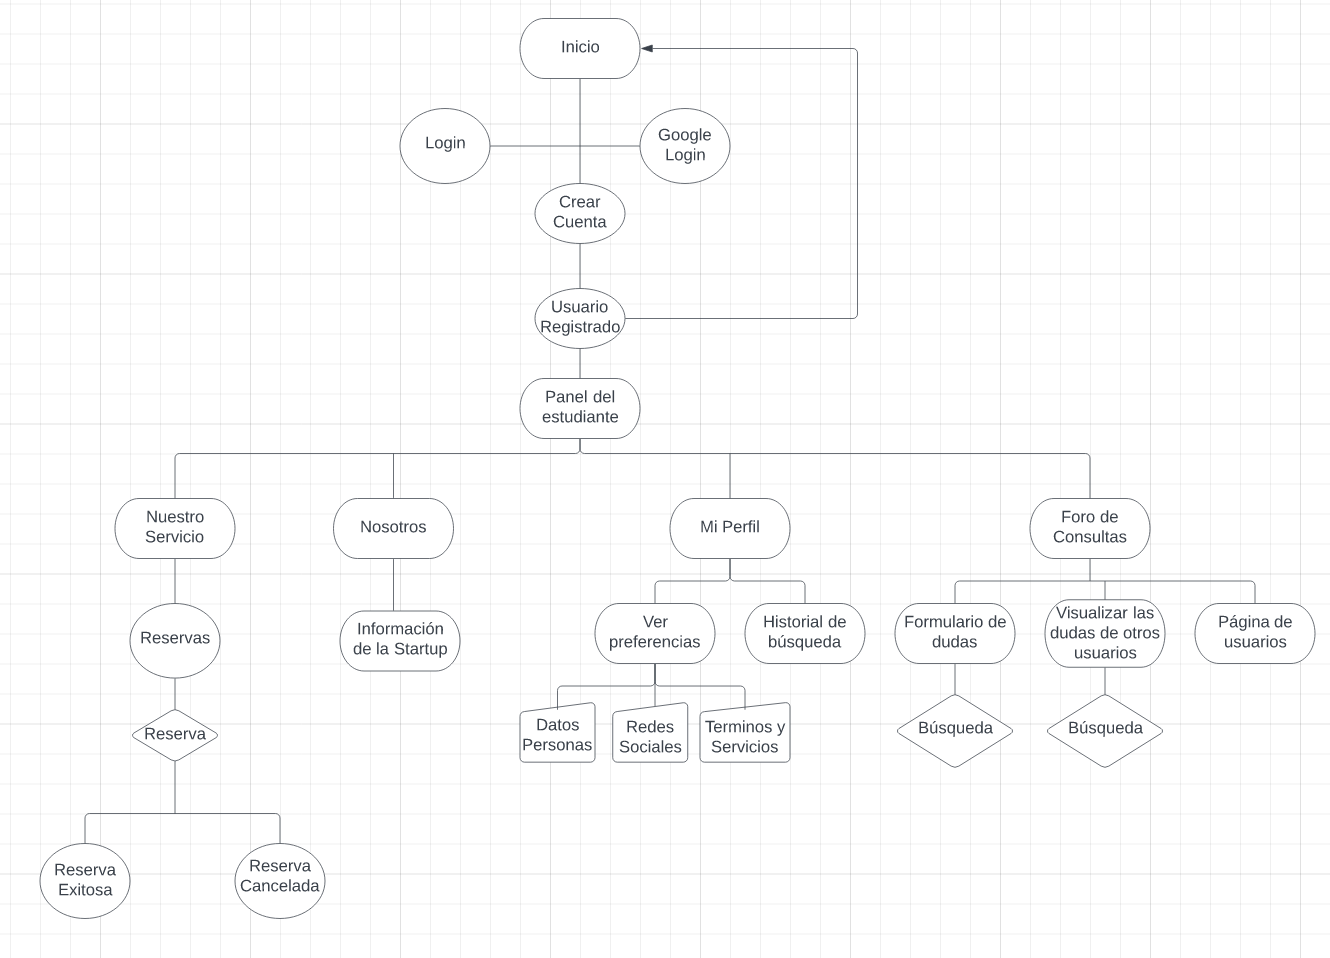 Inicio
Login
Google
Login
Crear
Cuenta
Usuario
Registrado
Panel del
estudiante
Nuestro
Servicio
Nosotros
Mi Perfil
Foro de
Consultas
Reservas
Información
de la Startup
Ver
preferencias
Historial de
búsqueda
Formulario de
dudas
Visualizar las
dudas de otros
usuarios
Página de
usuarios
Reserva
Datos
Personas
Redes
Sociales
Terminos y
Servicios
Búsqueda
Búsqueda
Reserva
Exitosa
Reserva
Cancelada